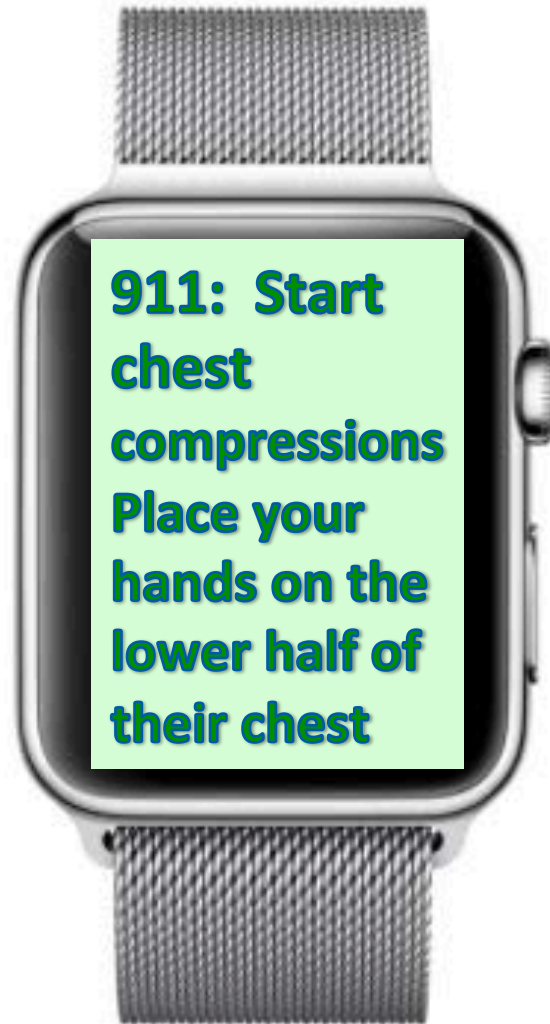 911:  Start
chest
compressions
Place your
hands on the
lower half of
their chest